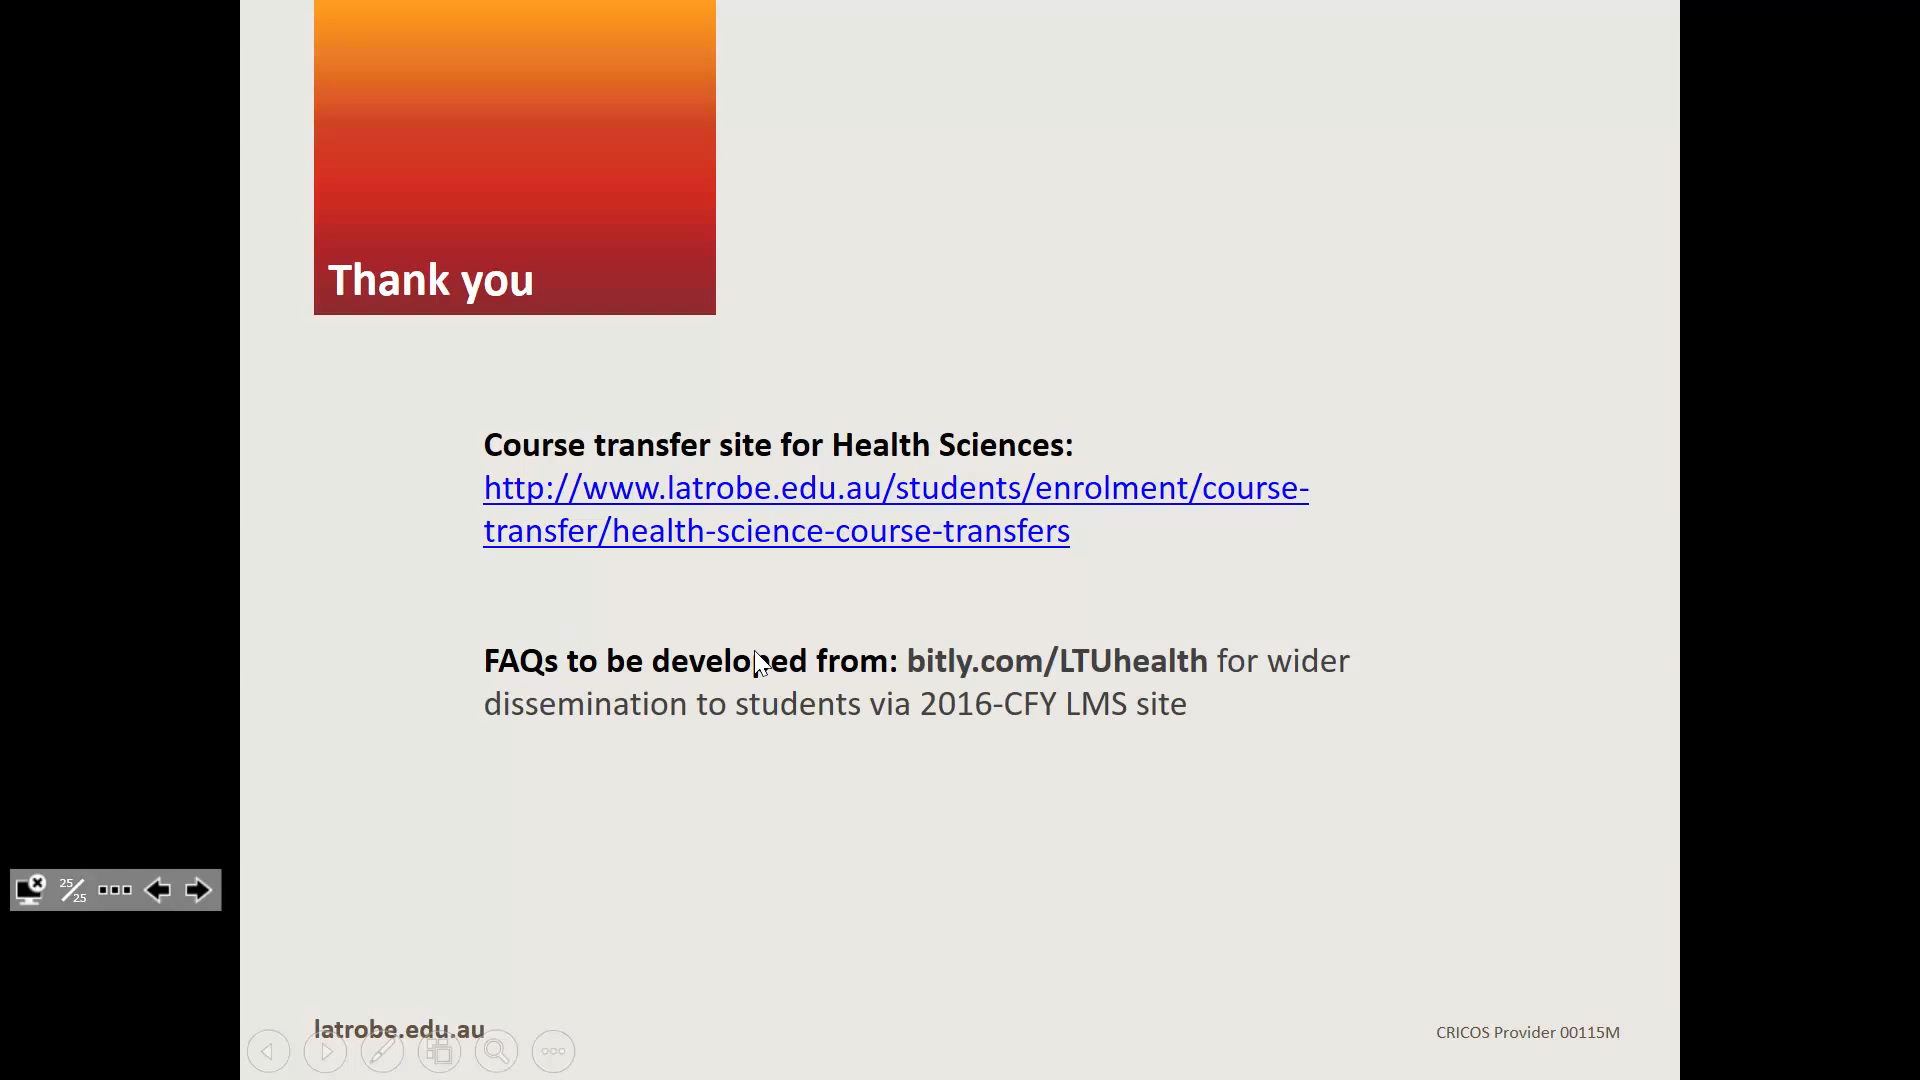 Thank you
Course transfer site for Health Sciences:
http://www.latrobe.edu.au/students/enrolment/course-
transfer/health-science-course-transfers
FAQs to be developed from: bitly.com/LTUhealth for wider
dissemination to students via 2016-CFY LMS site
25/25
latrobe.edu.au
CRICOS Provider 00115M